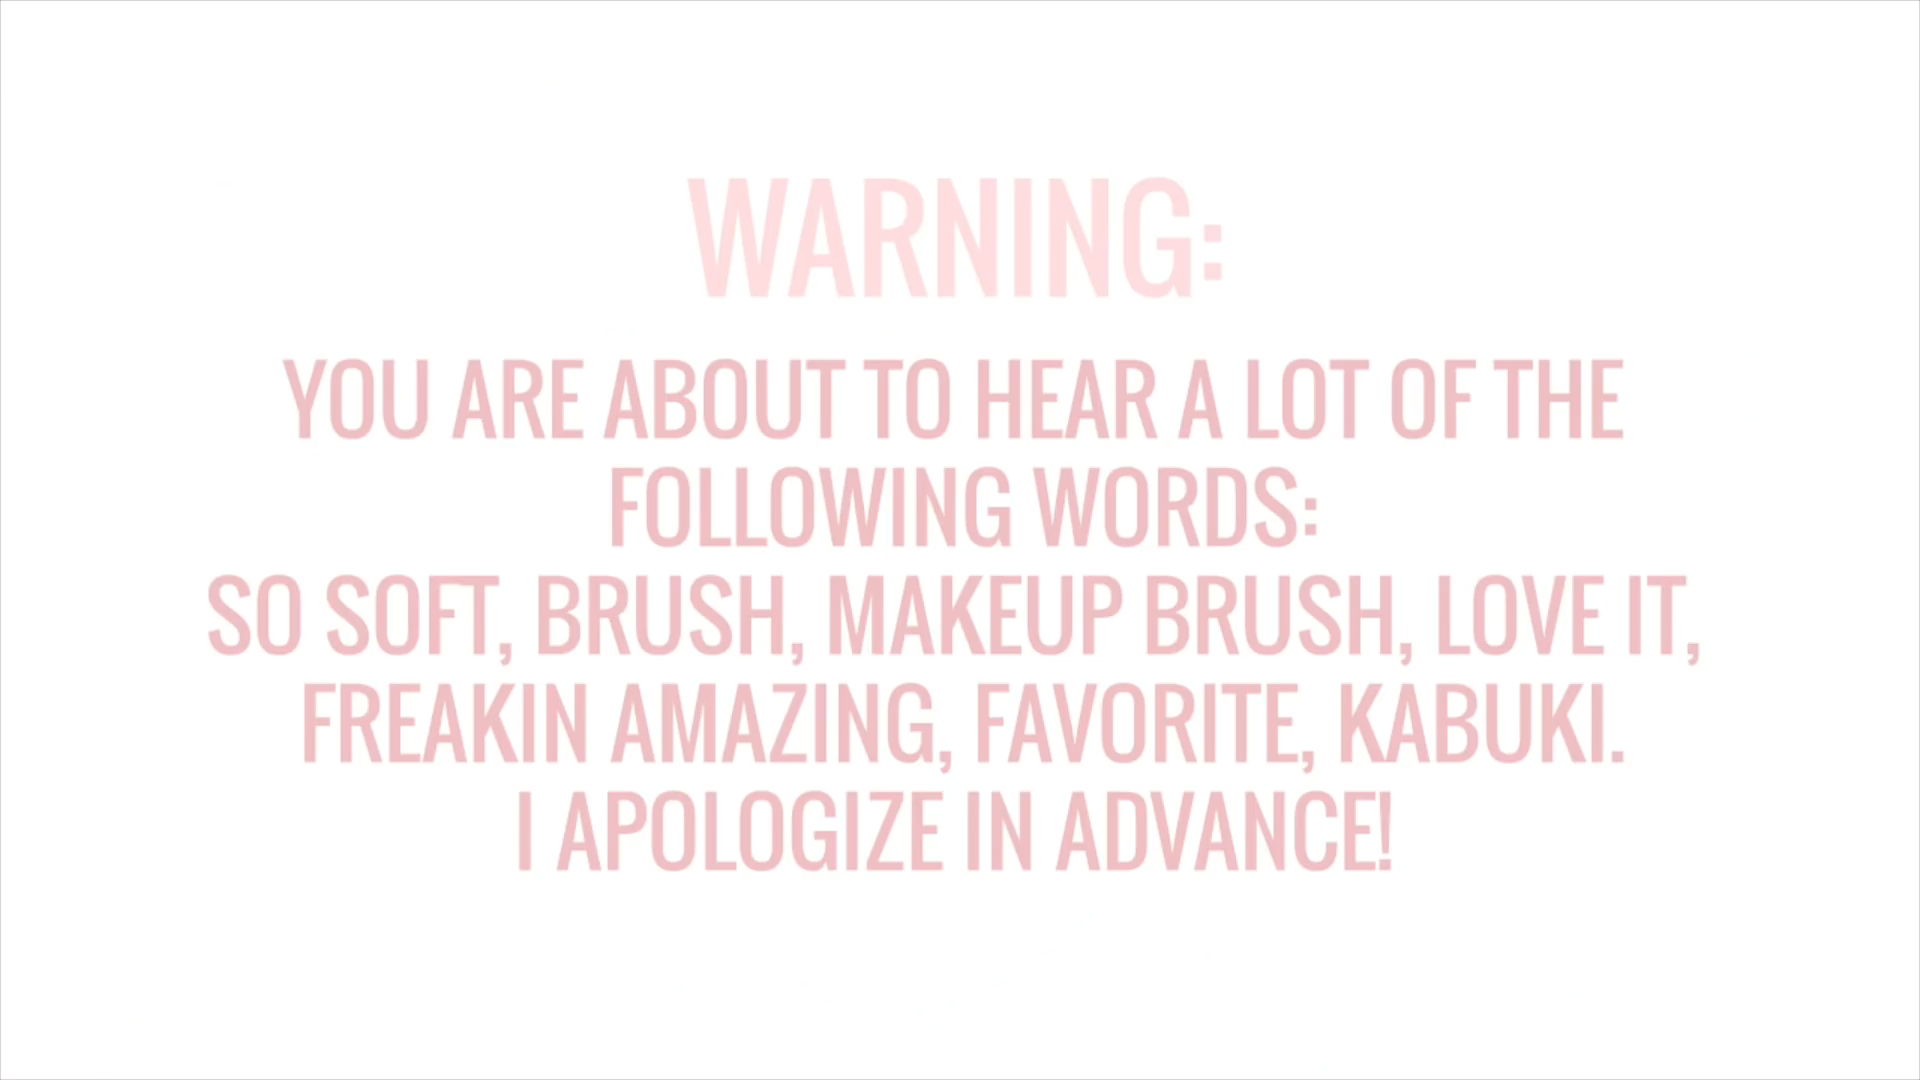 WARNING:
YOU ARE ABOUT TO HEAR A LOT OF THE
FOLLOWING WORDS:
SO SOFT, BRUSH, MAKEUP BRUSH, LOVE IT,
FREAKIN AMAZING, FAVORITE, KABUKI.
I APOLOGIZE IN ADVANCE!